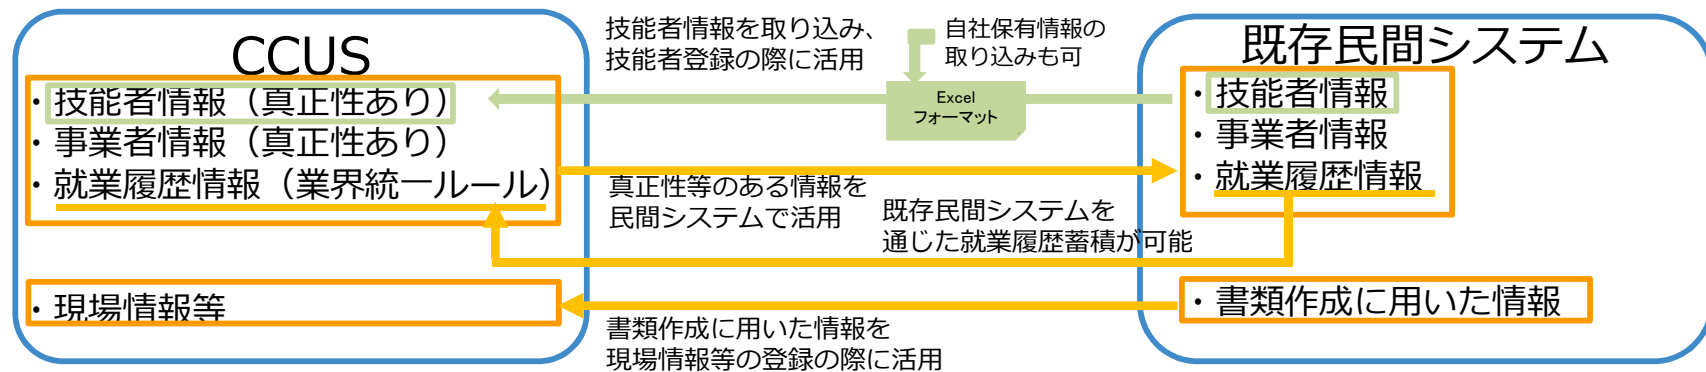 CCUS
・技能者情報（真正性あり）
・事業者情報（真正性あり）
・就業履歴情報（業界統一ルール）
・現場情報等
技能者情報を取り込み、
技能者登録の際に活用
自社保有情報の
取り込みも可
Excel
フォーマット
真正性等のある情報を
民間システムで活用
既存民間システムを
通じた就業履歴蓄積が可能
書類作成に用いた情報を
現場情報等の登録の際に活用
既存民間システム
・技能者情報
・事業者情報
・就業履歴情報
・書類作成に用いた情報